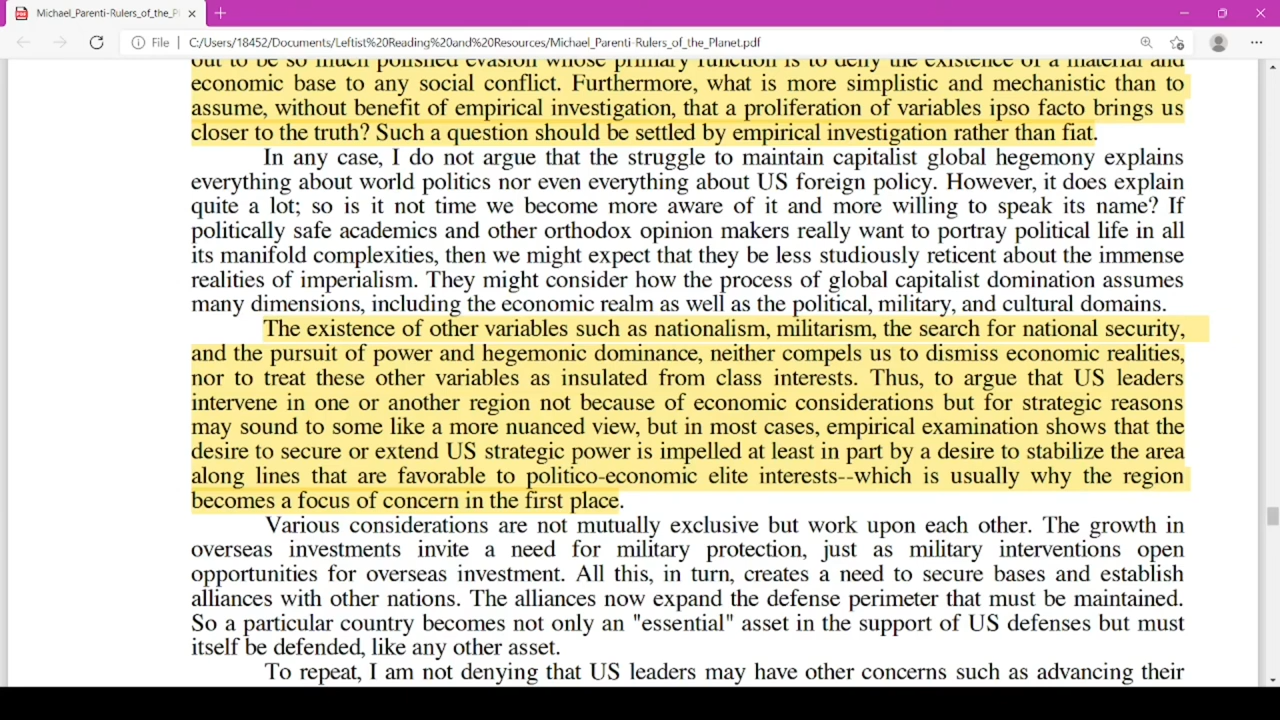 Michael_Parenti-Rulers_of_the_P
File | C:/Users/18452/Documents/Leftist%20Reading%20and%20Resources/Michael_Parenti-Rulers_of_the_Planet.pdf
out to be so much polished evasion whose primary function is to deny the existence of a material and
economic base to any social conflict. Furthermore, what is more simplistic and mechanistic than to
assume, without benefit of empirical investigation, that a proliferation of variables ipso facto brings us
closer to the truth? Such a question should be settled by empirical investigation rather than fiat.
In any case, I do not argue that the struggle to maintain capitalist global hegemony explains
everything about world politics nor even everything about US foreign policy. However, it does explain
quite a lot; so is it not time we become more aware of it and more willing to speak its name? If
politically safe academics and other orthodox opinion makers really want to portray political life in all
its manifold complexities, then we might expect that they be less studiously reticent about the immense
realities of imperialism. They might consider how the process of global capitalist domination assumes
many dimensions, including the economic realm as well as the political, military, and cultural domains.
The existence of other variables such as nationalism, militarism, the search for national security,
and the pursuit of power and hegemonic dominance, neither compels us to dismiss economic realities,
nor to treat these other variables as insulated from class interests. Thus, to argue that US leaders
intervene in one or another region not because of economic considerations but for strategic reasons
may sound to some like a more nuanced view, but in most cases, empirical examination shows that the
desire to secure or extend US strategic power is impelled at least in part by a desire to stabilize the area
along lines that are favorable to politico-economic elite interests--which is usually why the region
becomes a focus of concern in the first place.
Various considerations are not mutually exclusive but work upon each other. The growth in
overseas investments invite a need for military protection, just as military interventions open
opportunities for overseas investment. All this, in turn, creates a need to secure bases and establish
alliances with other nations. The alliances now expand the defense perimeter that must be maintained.
So a particular country becomes not only an "essential" asset in the support of US defenses but must
itself be defended, like any other asset.
To repeat, I am not denying that US leaders may have other concerns such as advancing their